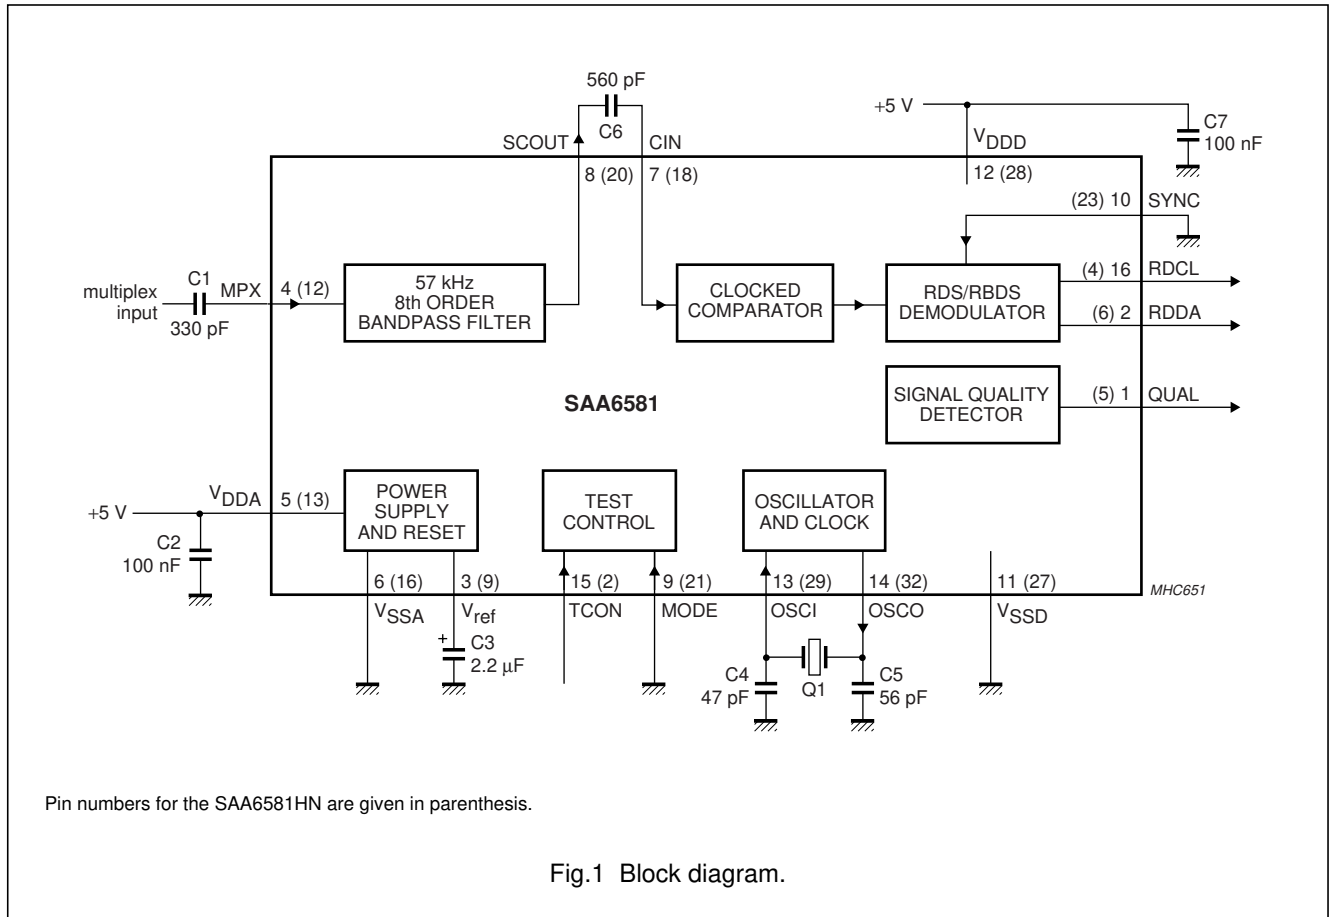 560 pF
C6
SCOUT
CIN
8 (20)
7 (18)
+5 V
VDDD
12 (28)
C7
100 nF
(23) 10
SYNC
multiplex
input
C1
330 pF
MPX
4 (12)
57 kHz
8th ORDER
BANDPASS FILTER
CLOCKED
COMPARATOR
RDS/RBDS
DEMODULATOR
(4) 16
RDCL
(6) 2
RDDA
SAA6581
SIGNAL QUALITY
DETECTOR
(5) 1
QUAL
+5 V
VDDA
5 (13)
C2
100 nF
POWER
SUPPLY
AND RESET
TEST
CONTROL
OSCILLATOR
AND CLOCK
6 (16)
3 (9)
15 (2)
9 (21)
13 (29)
14 (32)
11 (27)
MHC651
VSSA
Vref
TCON
MODE
OSCI
OSCO
VSSD
+
C3
2.2 μF
C4
47 pF
Q1
C5
56 pF
Pin numbers for the SAA6581HN are given in parenthesis.
Fig.1 Block diagram.